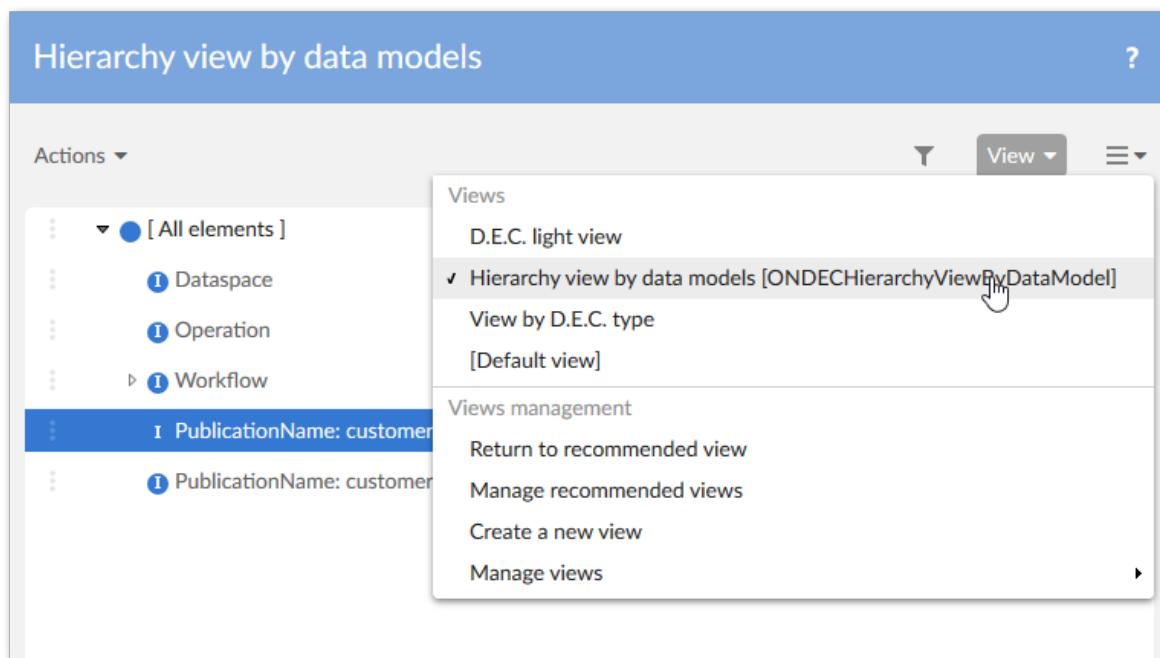 Hierarchy view by data models
?
Actions
View
Views
D.E.C. light view
✓ Hierarchy view by data models [ONDECHierarchyViewByDataModel]
View by D.E.C. type
[Default view]
Views management
Return to recommended view
Manage recommended views
Create a new view
Manage views
[ All elements ]
I Dataspace
I Operation
I Workflow
I PublicationName: customer
I PublicationName: customer